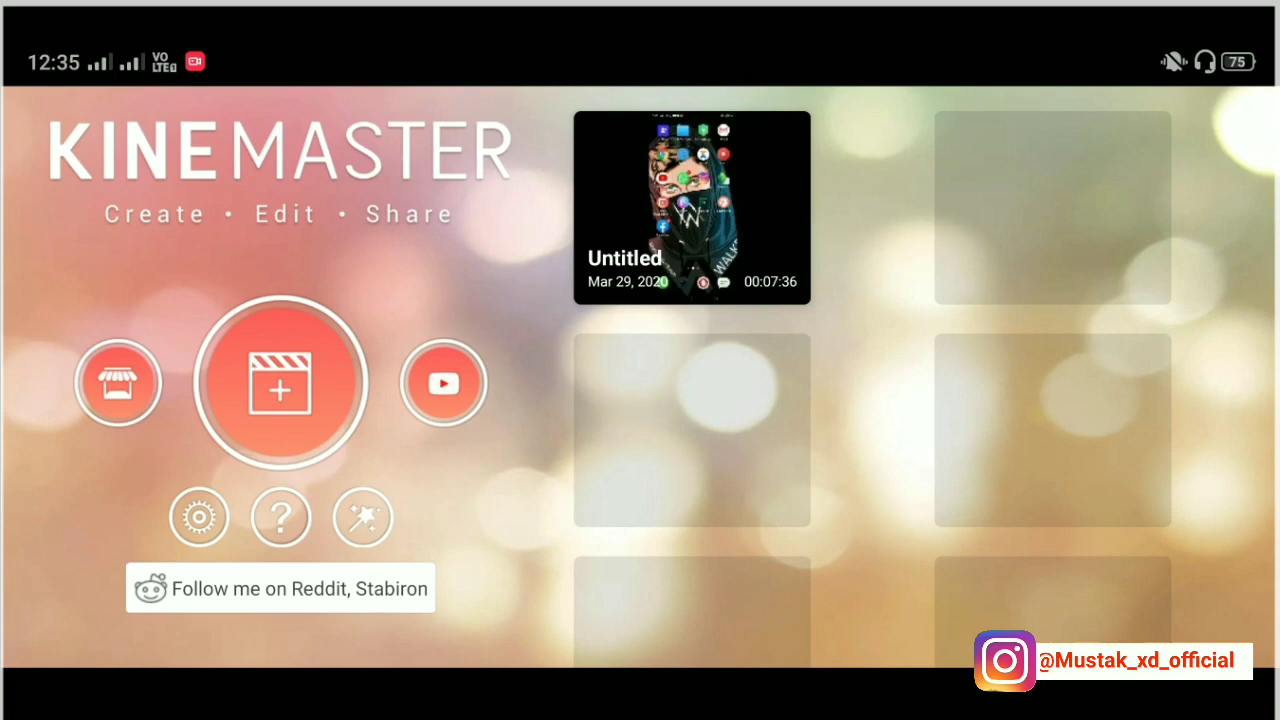 12:35
VO
LTE
75
KINEMASTER
Create • Edit • Share
Untitled
Mar 29, 2020
00:07:36
?
Follow me on Reddit, Stabiron
@Mustak_xd_official